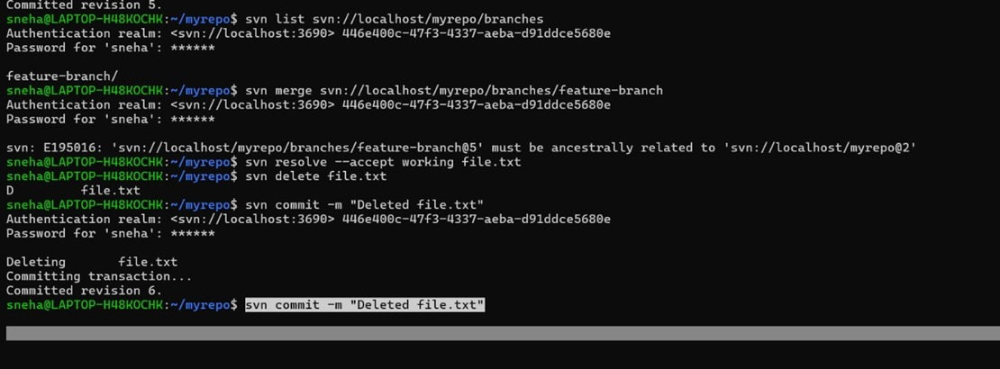 Committed revision 5.
sneha@LAPTOP-H48KOCHK:~/myrepo$ svn list svn://localhost/myrepo/branches
Authentication realm: <svn://localhost:3690> 446e400c-47f3-4337-aeba-d91ddce5680e
Password for 'sneha': ******
feature-branch/
sneha@LAPTOP-H48KOCHK:~/myrepo$ svn merge svn://localhost/myrepo/branches/feature-branch
Authentication realm: <svn://localhost:3690> 446e400c-47f3-4337-aeba-d91ddce5680e
Password for 'sneha': ******
svn: E195016: 'svn://localhost/myrepo/branches/feature-branch@5' must be ancestrally related to 'svn://localhost/myrepo@2'
sneha@LAPTOP-H48KOCHK:~/myrepo$ svn resolve --accept working file.txt
sneha@LAPTOP-H48KOCHK:~/myrepo$ svn delete file.txt
D         file.txt
sneha@LAPTOP-H48KOCHK:~/myrepo$ svn commit -m "Deleted file.txt"
Authentication realm: <svn://localhost:3690> 446e400c-47f3-4337-aeba-d91ddce5680e
Password for 'sneha': ******
Deleting       file.txt
Committing transaction...
Committed revision 6.
sneha@LAPTOP-H48KOCHK:~/myrepo$ svn commit -m "Deleted file.txt"